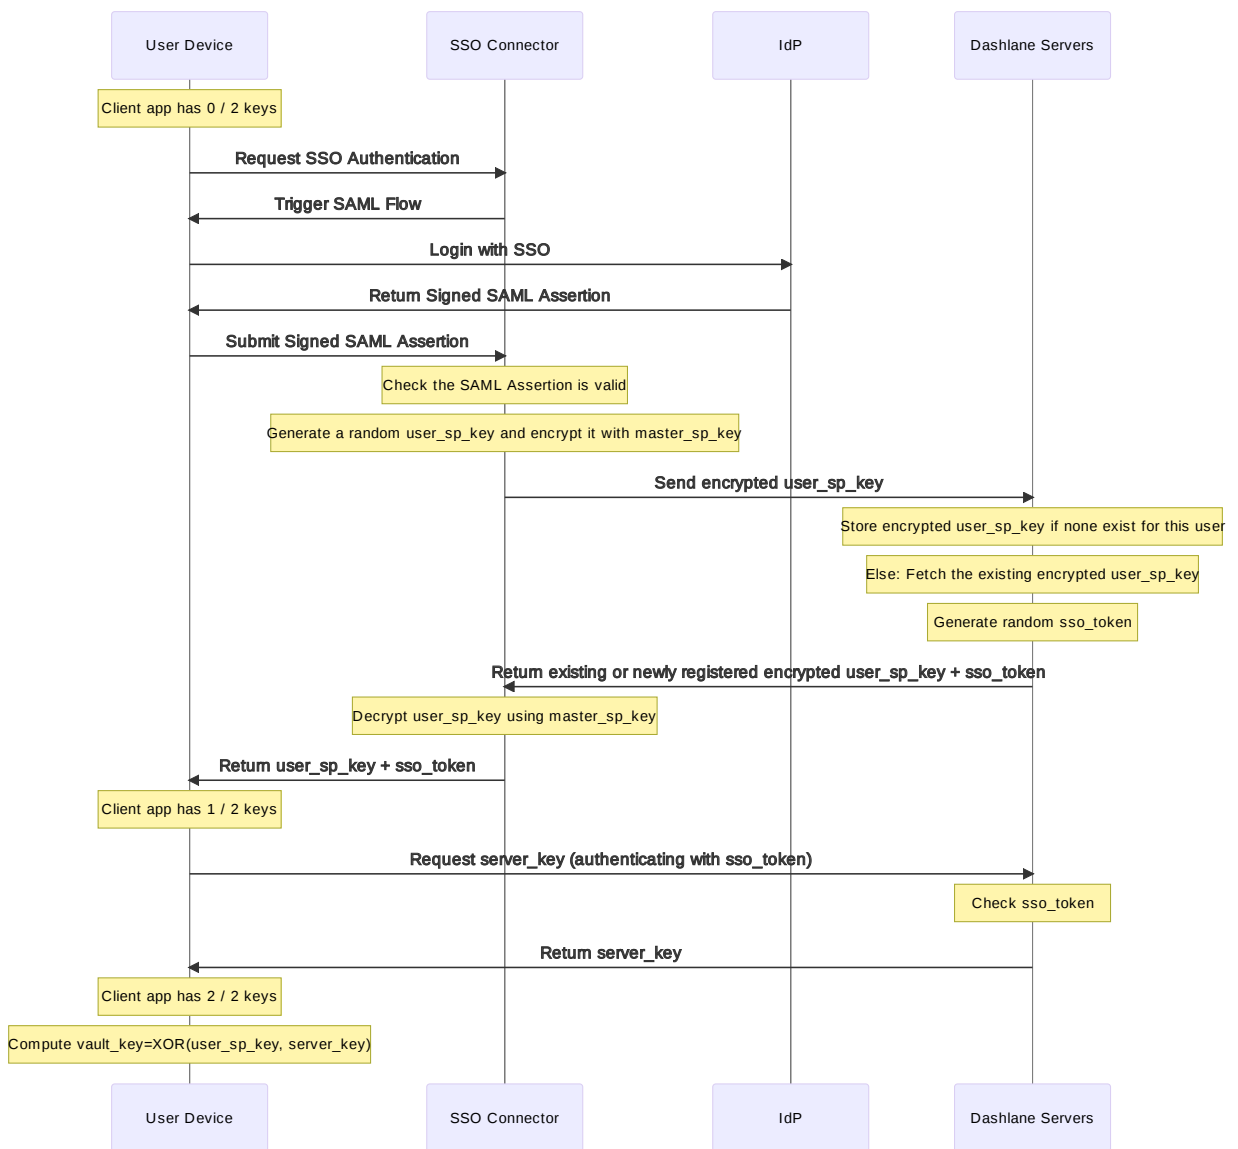 User Device
SSO Connector
IdP
Dashlane Servers
Client app has 0 / 2 keys
Request SSO Authentication
Trigger SAML Flow
Login with SSO
Return Signed SAML Assertion
Submit Signed SAML Assertion
Check the SAML Assertion is valid
Generate a random user_sp_key and encrypt it with master_sp_key
Send encrypted user_sp_key
Store encrypted user_sp_key if none exist for this user
Else: Fetch the existing encrypted user_sp_key
Generate random sso_token
Return existing or newly registered encrypted user_sp_key + sso_token
Decrypt user_sp_key using master_sp_key
Return user_sp_key + sso_token
Client app has 1 / 2 keys
Request server_key (authenticating with sso_token)
Check sso_token
Return server_key
Client app has 2 / 2 keys
Compute vault_key=XOR(user_sp_key, server_key)
User Device
SSO Connector
IdP
Dashlane Servers